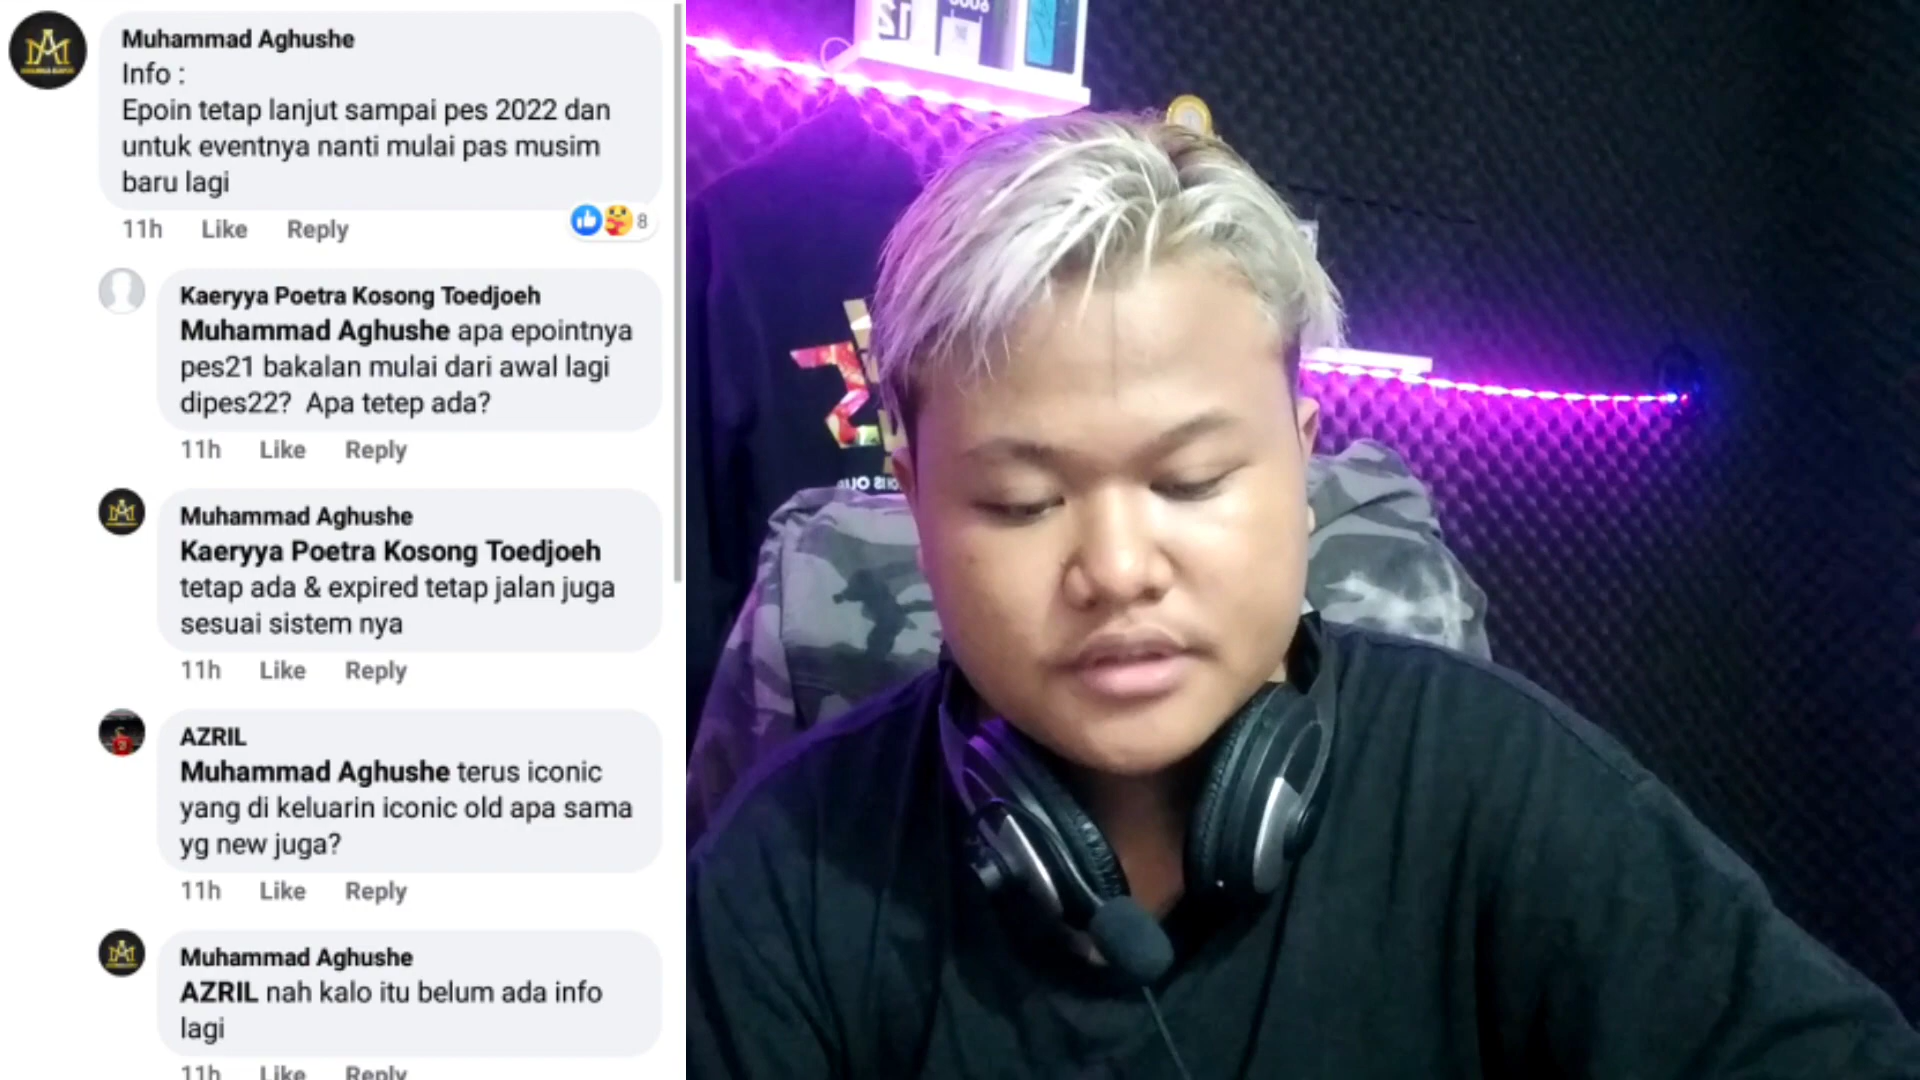 Muhammad Aghushe
Info :
Epoin tetap lanjut sampai pes 2022 dan
untuk eventnya nanti mulai pas musim
baru lagi
11h Like Reply 8
Kaeryya Poetra Kosong Toedjoeh
Muhammad Aghushe apa epointnya
pes21 bakalan mulai dari awal lagi
dipes22? Apa tetep ada?
11h Like Reply
Muhammad Aghushe
Kaeryya Poetra Kosong Toedjoeh
tetap ada & expired tetap jalan juga
sesuai sistem nya
11h Like Reply
AZRIL
Muhammad Aghushe terus iconic
yang di keluarin iconic old apa sama
yg new juga?
11h Like Reply
Muhammad Aghushe
AZRIL nah kalo itu belum ada info
lagi
11h Like Reply
12